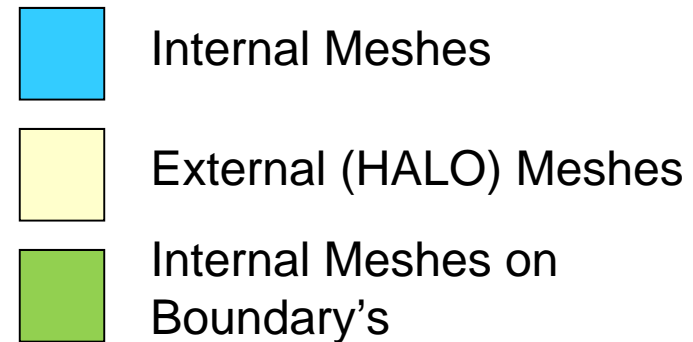 Internal Meshes
External (HALO) Meshes
Internal Meshes on
Boundary’s